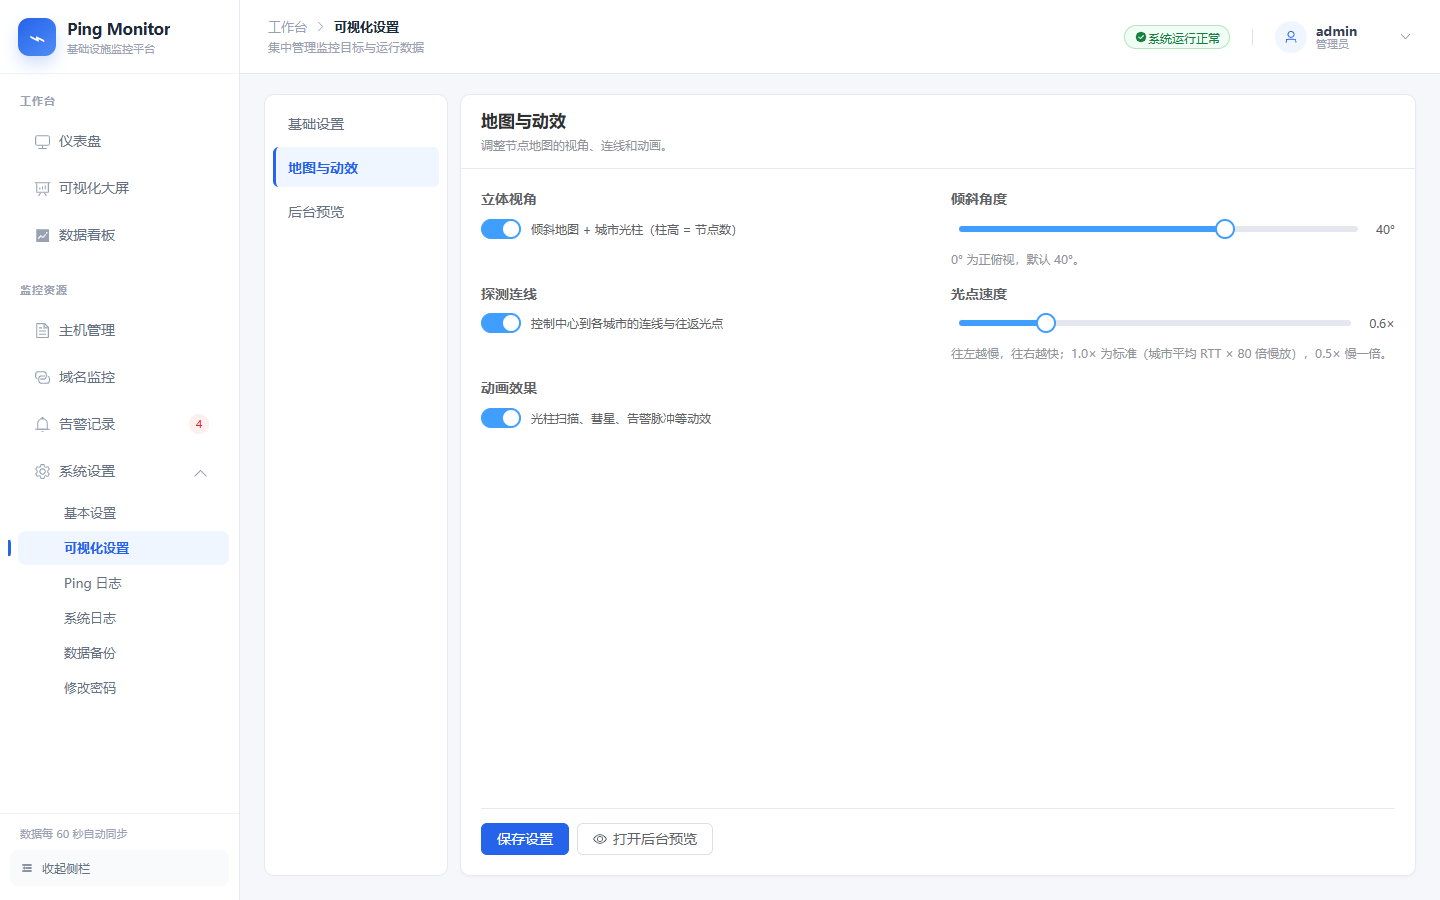 Ping Monitor
基础设施监控平台
工作台
仪表盘
可视化大屏
数据看板
监控资源
主机管理
域名监控
告警记录
4
系统设置
基本设置
可视化设置
Ping 日志
系统日志
数据备份
修改密码
数据每 60 秒自动同步
收起侧栏
工作台
可视化设置
集中管理监控目标与运行数据
系统运行正常
admin
管理员
基础设置
地图与动效
后台预览
地图与动效
调整节点地图的视角、连线和动画。
立体视角
倾斜地图 + 城市光柱（柱高 = 节点数）
倾斜角度
40°
0° 为正俯视，默认 40°。
探测连线
控制中心到各城市的连线与往返光点
光点速度
0.6×
往左越慢，往右越快；1.0× 为标准（城市平均 RTT × 80 倍慢放），0.5× 慢一倍。
动画效果
光柱扫描、彗星、告警脉冲等动效
保存设置
打开后台预览